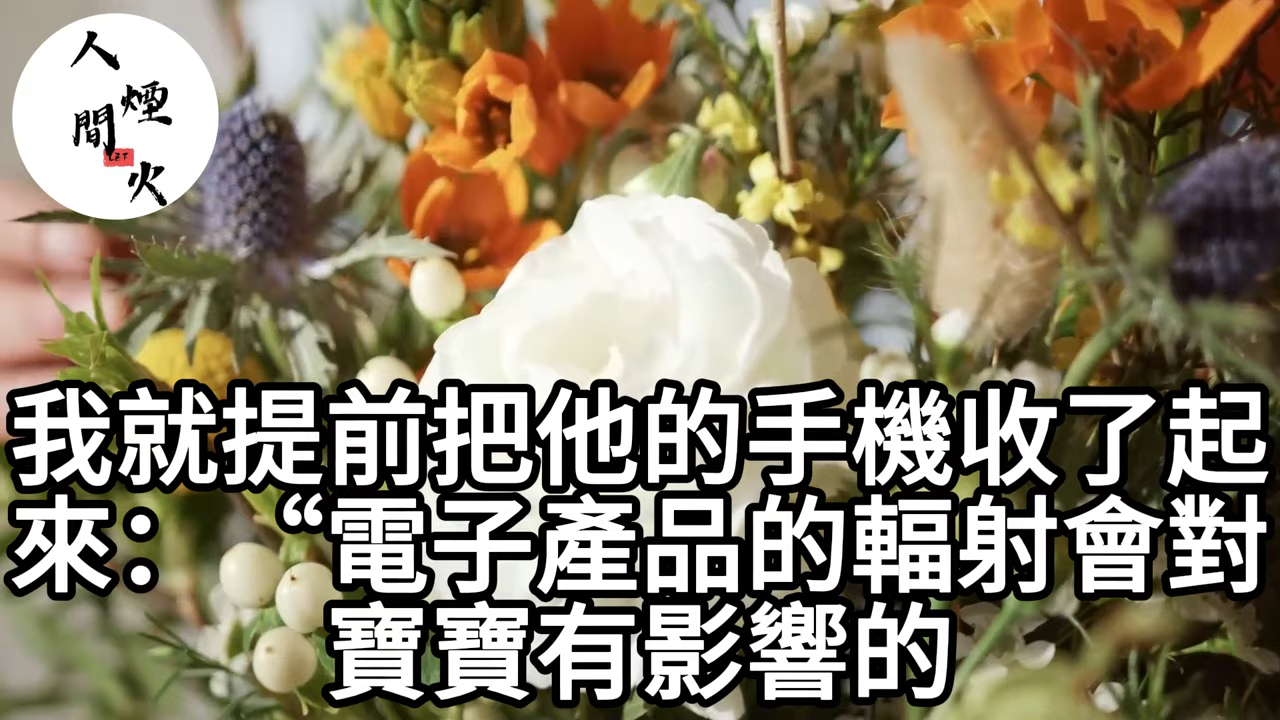 人間煙火
LZT
我就提前把他的手機收了起
來：“電子產品的輻射會對
寶寶有影響的